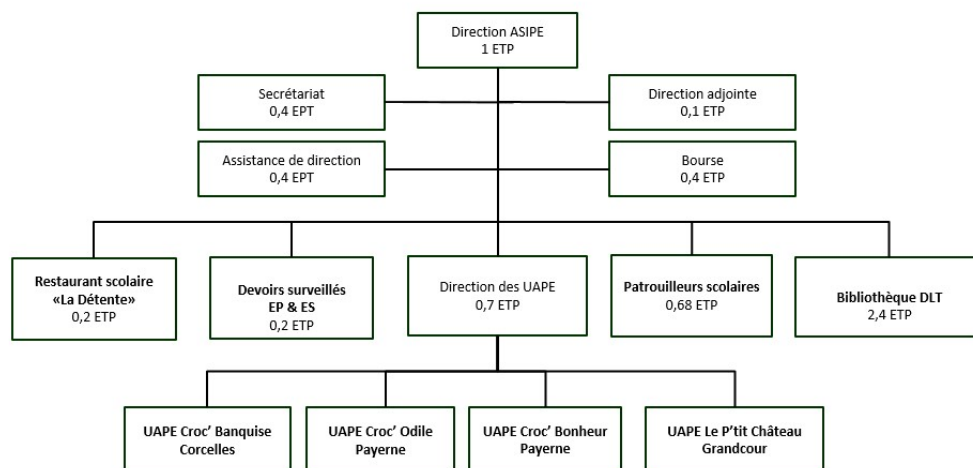 Direction ASIPE
1 ETP
Secrétariat
0,4 EPT
Direction adjointe
0,1 ETP
Assistance de direction
0,4 EPT
Bourse
0,4 ETP
Restaurant scolaire
«La Détente»
0,2 ETP
Devoirs surveillés
EP & ES
0,2 ETP
Direction des UAPE
0,7 ETP
Patrouilleurs scolaires
0,68 ETP
Bibliothèque DLT
2,4 ETP
UAPE Croc' Banquise
Corcelles
UAPE Croc' Odile
Payerne
UAPE Croc' Bonheur
Payerne
UAPE Le P'tit Château
Grandcour